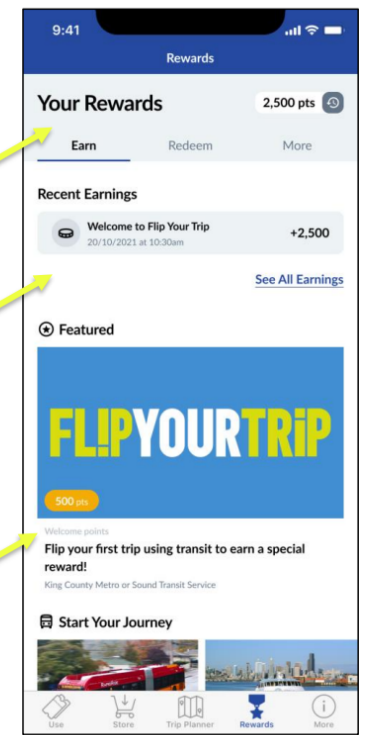 9:41
Rewards
Your Rewards
2,500 pts
Earn Redeem More
Recent Earnings
Welcome to Flip Your Trip
20/10/2021 at 10:30am
+2,500
See All Earnings
Featured
FL!PYOURTRiP
500 pts
Welcome points
Flip your first trip using transit to earn a special
reward!
King County Metro or Sound Transit Service
Start Your Journey
Use Store Trip Planner Rewards More